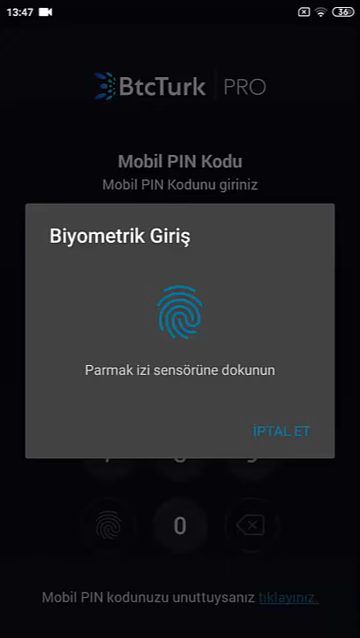 13:47
36
BtcTurk | PRO
Mobil PIN Kodu
Mobil PIN Kodunu giriniz
Biyometrik Giriş
Parmak izi sensörüne dokunun
İPTAL ET
0
Mobil PIN kodunuzu unuttuysanız tıklayınız.